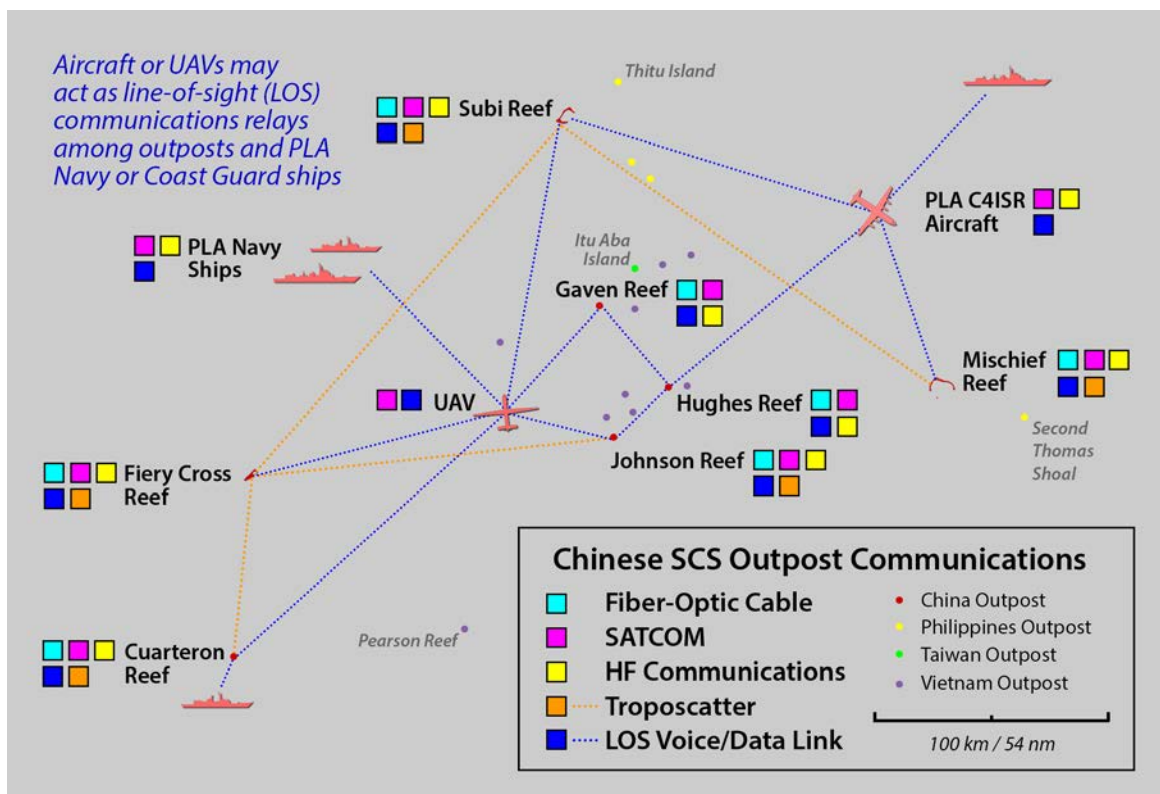 Aircraft or UAVs may
act as line-of-sight (LOS)
communications relays
among outposts and PLA
Navy or Coast Guard ships
Thitu Island
Subi Reef
PLA C4ISR
Aircraft
PLA Navy
Ships
Itu Aba
Island
Gaven Reef
Mischief
Reef
UAV
Hughes Reef
Second
Thomas
Shoal
Johnson Reef
Fiery Cross
Reef
Pearson Reef
Cuarteron
Reef
Chinese SCS Outpost Communications
Fiber-Optic Cable
SATCOM
HF Communications
Troposcatter
LOS Voice/Data Link
China Outpost
Philippines Outpost
Taiwan Outpost
Vietnam Outpost
100 km / 54 nm